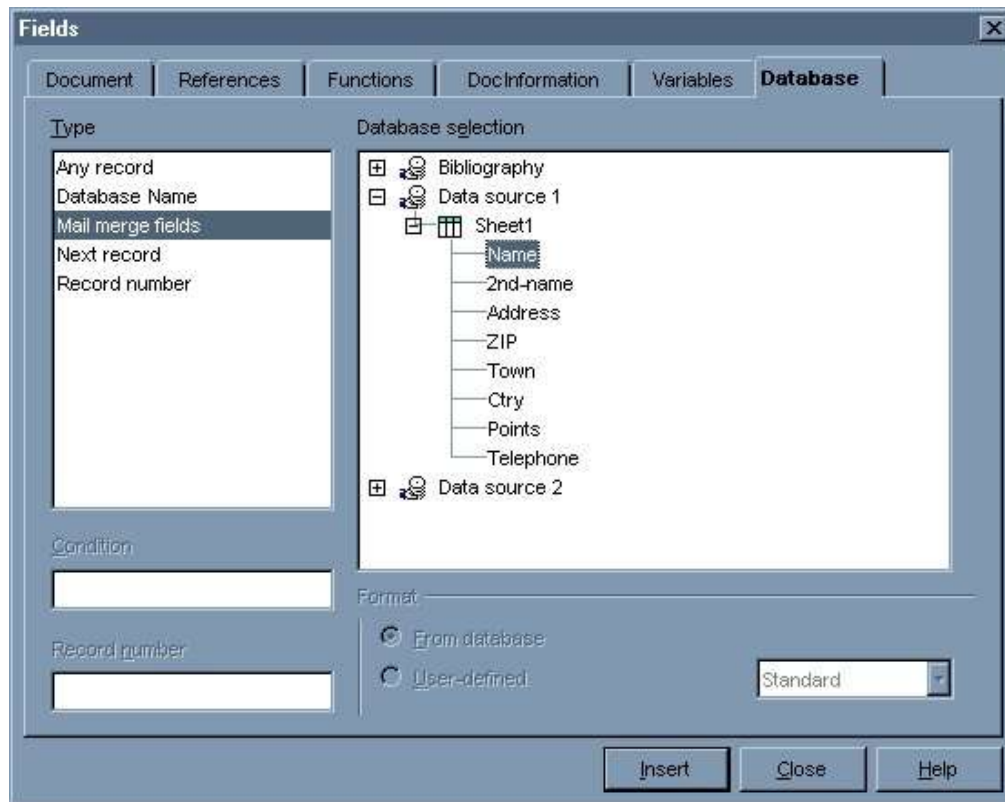 Fields
Document References Functions DocInformation Variables Database
Type
Any record
Database Name
Mail merge fields
Next record
Record number
Condition
Record number
Database selection
Bibliography
Data source 1
Sheet1
Name
2nd-name
Address
ZIP
Town
Ctry
Points
Telephone
Data source 2
Format
From database
User-defined
Standard
Insert Close Help